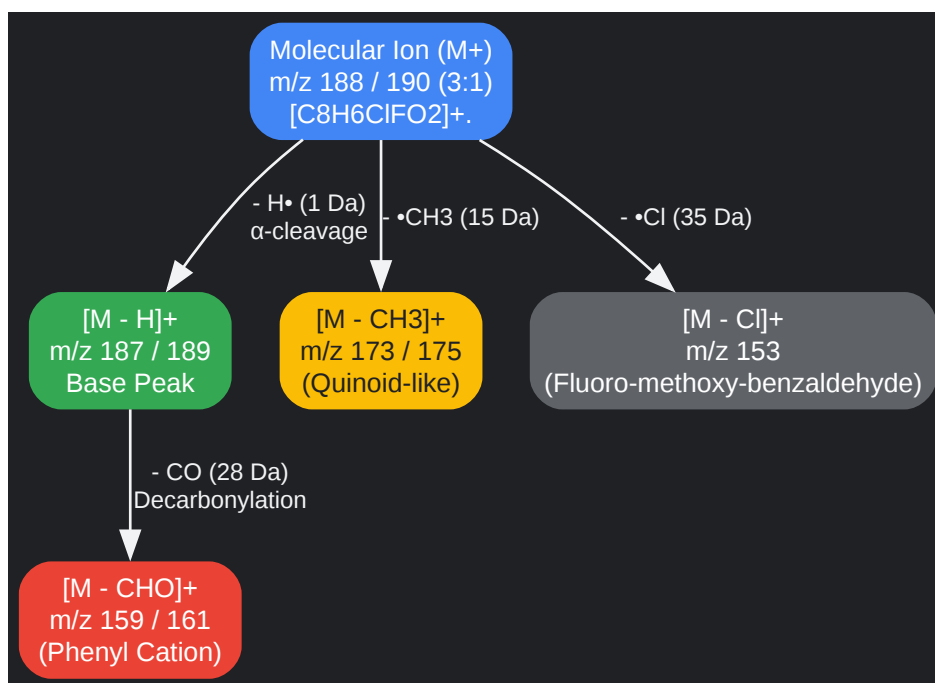 Molecular Ion (M+)
m/z 188 / 190 (3:1)
[C8H6ClFO2]+.
- H• (1 Da)
α-cleavage
- •CH3 (15 Da)
- •Cl (35 Da)
[M - H]+
m/z 187 / 189
Base Peak
[M - CH3]+
m/z 173 / 175
(Quinoid-like)
[M - Cl]+
m/z 153
(Fluoro-methoxy-benzaldehyde)
- CO (28 Da)
Decarbonylation
[M - CHO]+
m/z 159 / 161
(Phenyl Cation)